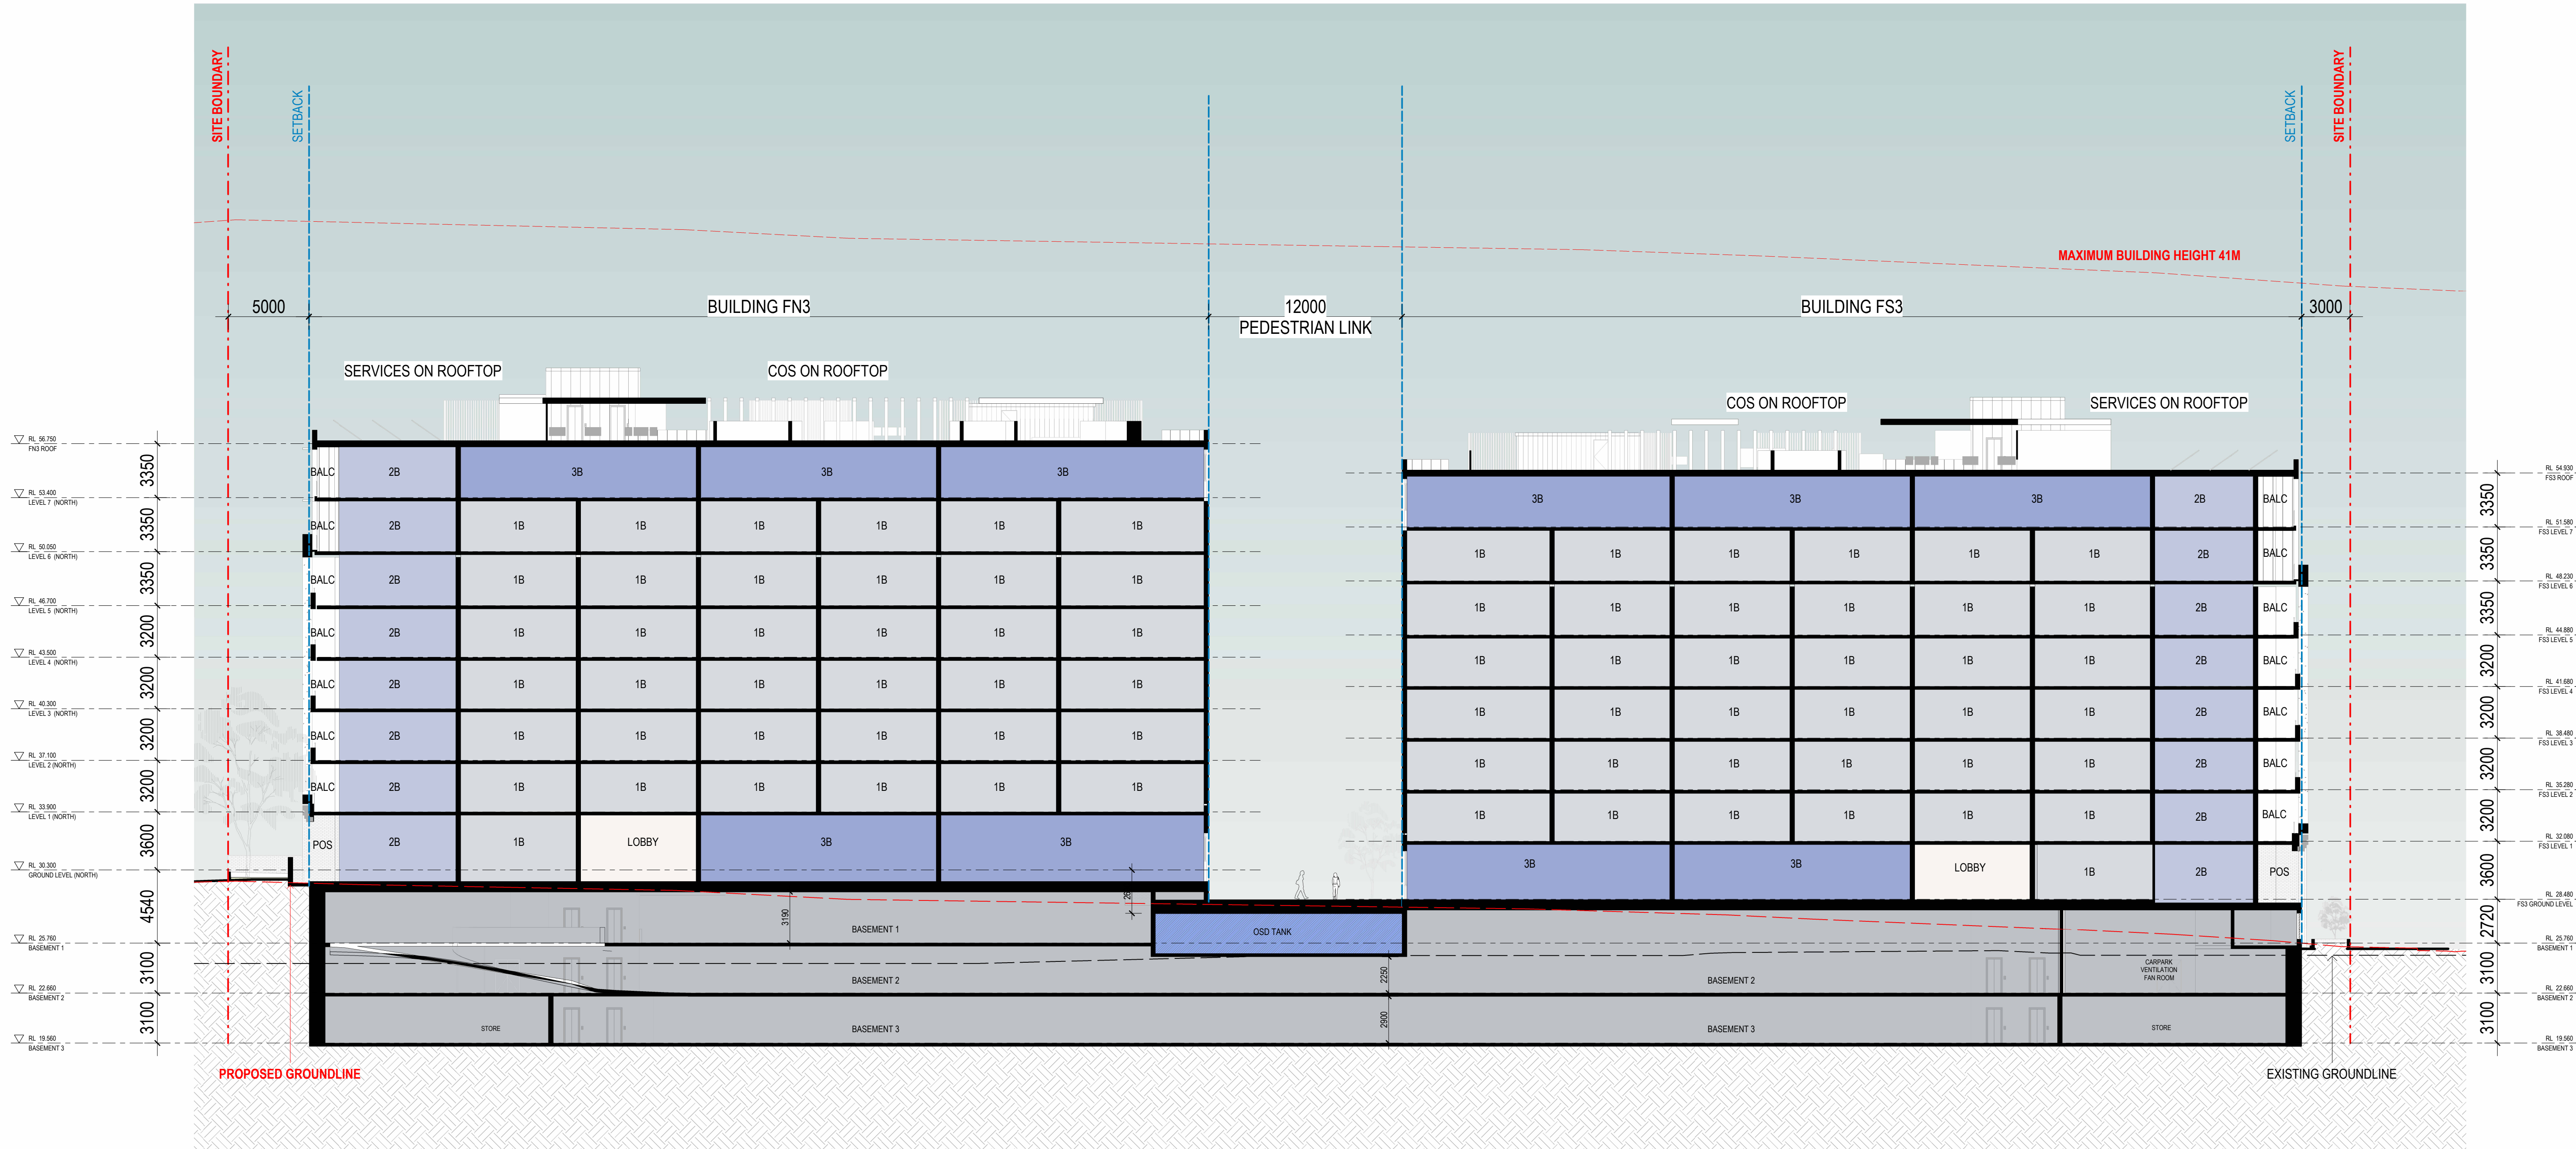 SITE BOUNDARY
SETBACK
SETBACK
SITE BOUNDARY
MAXIMUM BUILDING HEIGHT 41M
5000
BUILDING FN3
12000
PEDESTRIAN LINK
BUILDING FS3
3000
SERVICES ON ROOFTOP
COS ON ROOFTOP
COS ON ROOFTOP
SERVICES ON ROOFTOP
RL 56.750
FN3 ROOF
3350
RL 53.400
LEVEL 7 (NORTH)
3350
RL 50.050
LEVEL 6 (NORTH)
3350
RL 46.700
LEVEL 5 (NORTH)
3200
RL 43.500
LEVEL 4 (NORTH)
3200
RL 40.300
LEVEL 3 (NORTH)
3200
RL 37.100
LEVEL 2 (NORTH)
3200
RL 33.900
LEVEL 1 (NORTH)
3600
RL 30.300
GROUND LEVEL (NORTH)
4540
RL 25.760
BASEMENT 1
3100
RL 22.660
BASEMENT 2
3100
RL 19.560
BASEMENT 3
BALC 2B 3B 3B 3B
BALC 2B 1B 1B 1B 1B 1B 1B
BALC 2B 1B 1B 1B 1B 1B 1B
BALC 2B 1B 1B 1B 1B 1B 1B
BALC 2B 1B 1B 1B 1B 1B 1B
BALC 2B 1B 1B 1B 1B 1B 1B
BALC 2B 1B 1B 1B 1B 1B 1B
POS 2B 1B LOBBY 3B 3B
3B 3B 3B 2B BALC
1B 1B 1B 1B 1B 1B 2B BALC
1B 1B 1B 1B 1B 1B 2B BALC
1B 1B 1B 1B 1B 1B 2B BALC
1B 1B 1B 1B 1B 1B 2B BALC
1B 1B 1B 1B 1B 1B 2B BALC
1B 1B 1B 1B 1B 1B 2B BALC
3B 3B LOBBY 1B 2B POS
RL 54.930
FS3 ROOF
3350
RL 51.580
FS3 LEVEL 7
3350
RL 48.230
FS3 LEVEL 6
3350
RL 44.880
FS3 LEVEL 5
3200
RL 41.680
FS3 LEVEL 4
3200
RL 38.480
FS3 LEVEL 3
3200
RL 35.280
FS3 LEVEL 2
3200
RL 32.080
FS3 LEVEL 1
3600
RL 28.480
FS3 GROUND LEVEL
2720
RL 25.760
BASEMENT 1
3100
RL 22.660
BASEMENT 2
3100
RL 19.560
BASEMENT 3
3190
BASEMENT 1
OSD TANK
BASEMENT 2
2250
BASEMENT 2
CARPARK
VENTILATION
FAN ROOM
STORE
BASEMENT 3
2900
BASEMENT 3
STORE
PROPOSED GROUNDLINE
EXISTING GROUNDLINE